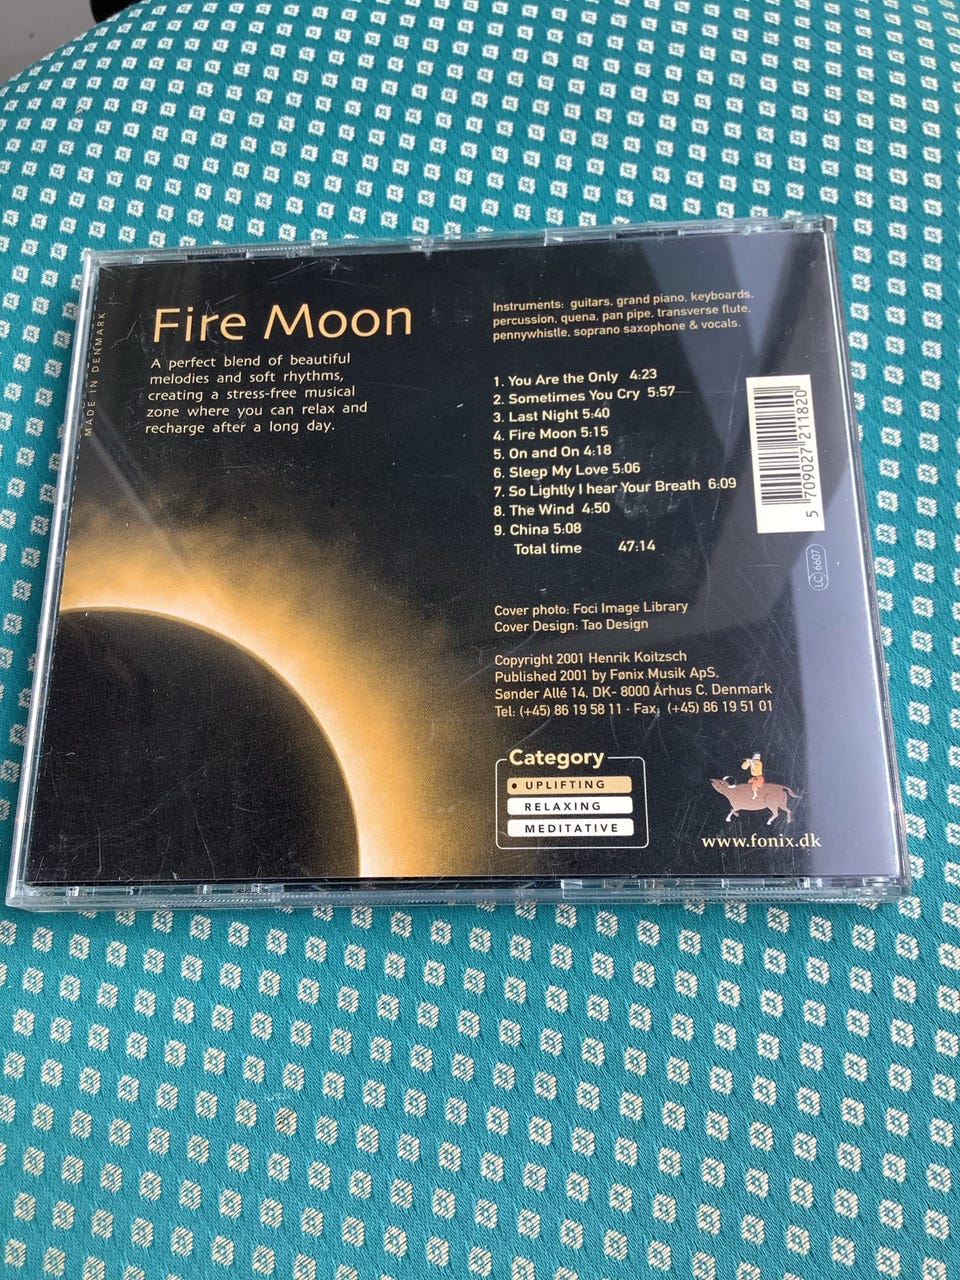 MADE IN DENMARK
Fire Moon
A perfect blend of beautiful
melodies and soft rhythms,
creating a stress-free musical
zone where you can relax and
recharge after a long day.
Instruments: guitars, grand piano, keyboards,
percussion, quena, pan pipe, transverse flute,
pennywhistle, soprano saxophone & vocals.
1. You Are the Only 4:23
2. Sometimes You Cry 5:57
3. Last Night 5:40
4. Fire Moon 5:15
5. On and On 4:18
6. Sleep My Love 5:06
7. So Lightly I hear Your Breath 6:09
8. The Wind 4:50
9. China 5:08
Total time 47:14
5 709027 211820
LC 6607
Cover photo: Foci Image Library
Cover Design: Tao Design
Copyright 2001 Henrik Koitzsch
Published 2001 by Fønix Musik ApS.
Sønder Allé 14, DK- 8000 Århus C. Denmark
Tel: (+45) 86 19 58 11 · Fax. (+45) 86 19 51 01
Category
• UPLIFTING
RELAXING
MEDITATIVE
www.fonix.dk